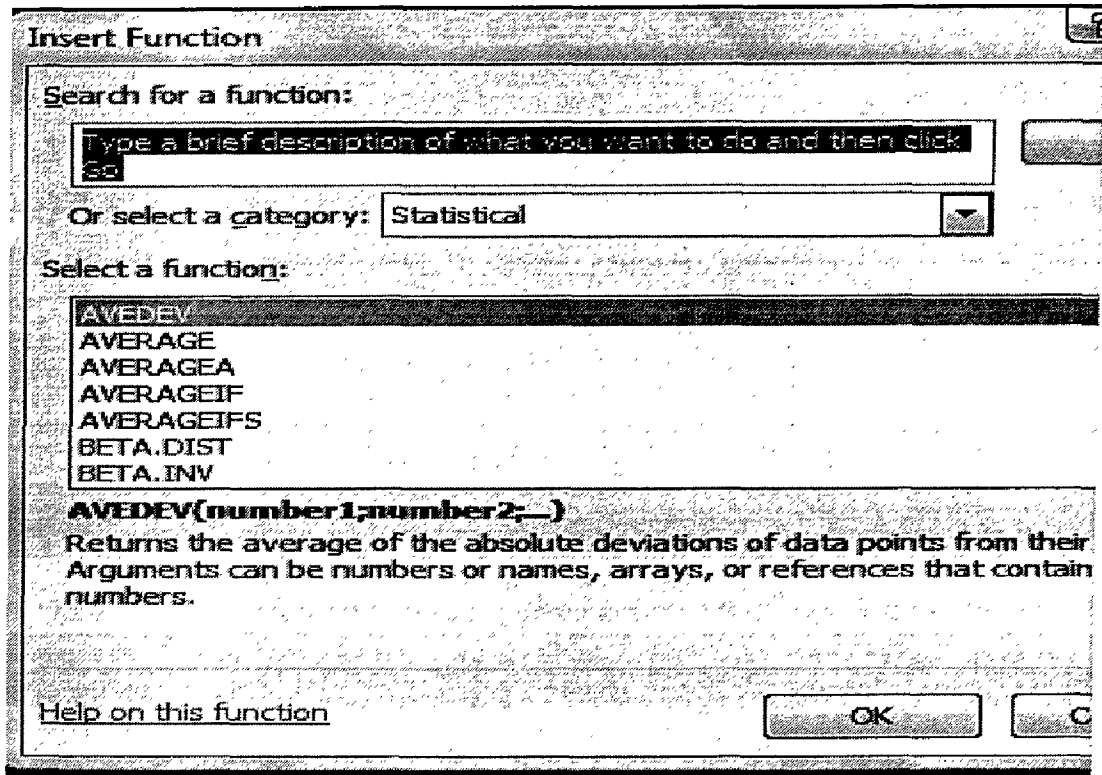 Insert Function
Search for a function:
Type a brief description of what you want to do and then click
Go
Or select a category: Statistical
Select a function:
AVEDEV
AVERAGE
AVERAGEA
AVERAGEIF
AVERAGEIFS
BETA.DIST
BETA.INV
AVEDEV(number1;number2;...)
Returns the average of the absolute deviations of data points from their
Arguments can be numbers or names, arrays, or references that contain
numbers.
Help on this function
OK
C